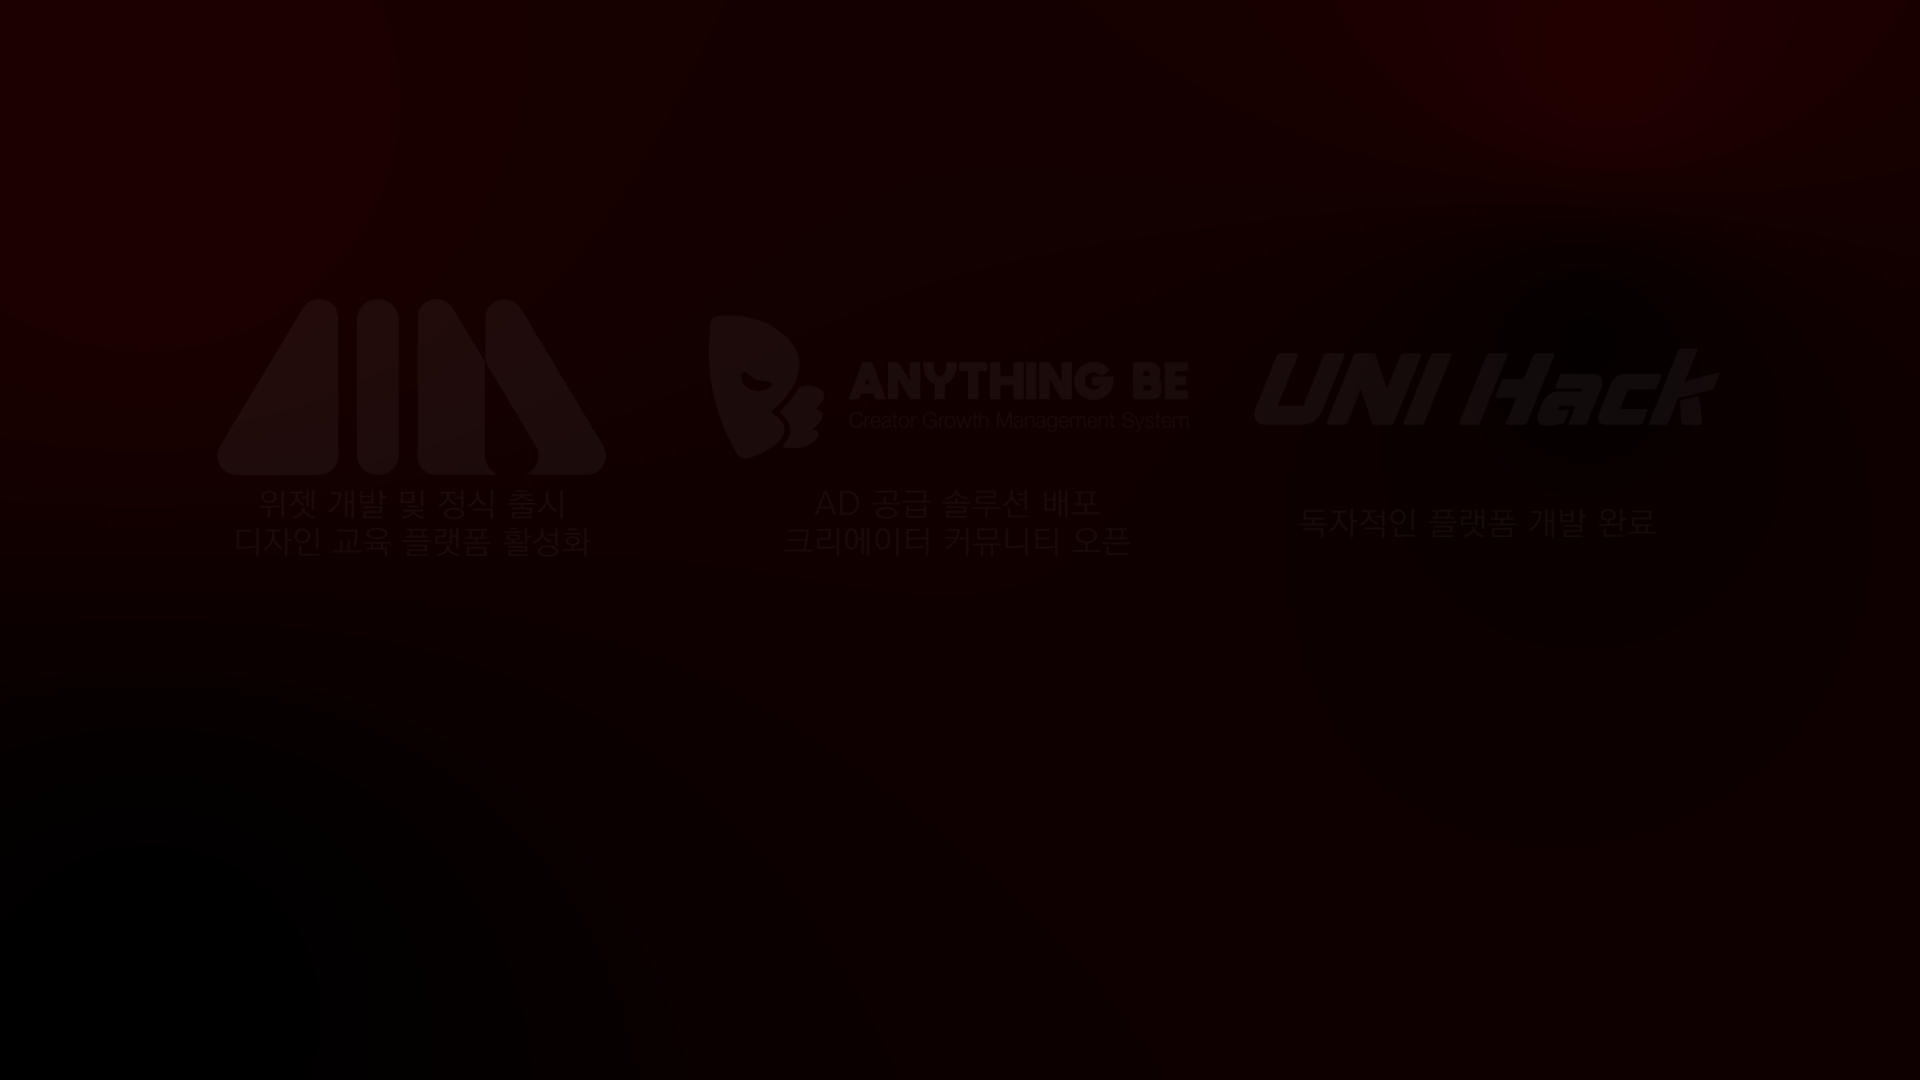 위젯 개발 및 정식 출시
디자인 교육 플랫폼 활성화
ANYTHING BE
Creator Growth Management System
AD 공급 솔루션 배포
크리에이터 커뮤니티 오픈
UNI Hack
독자적인 플랫폼 개발 완료